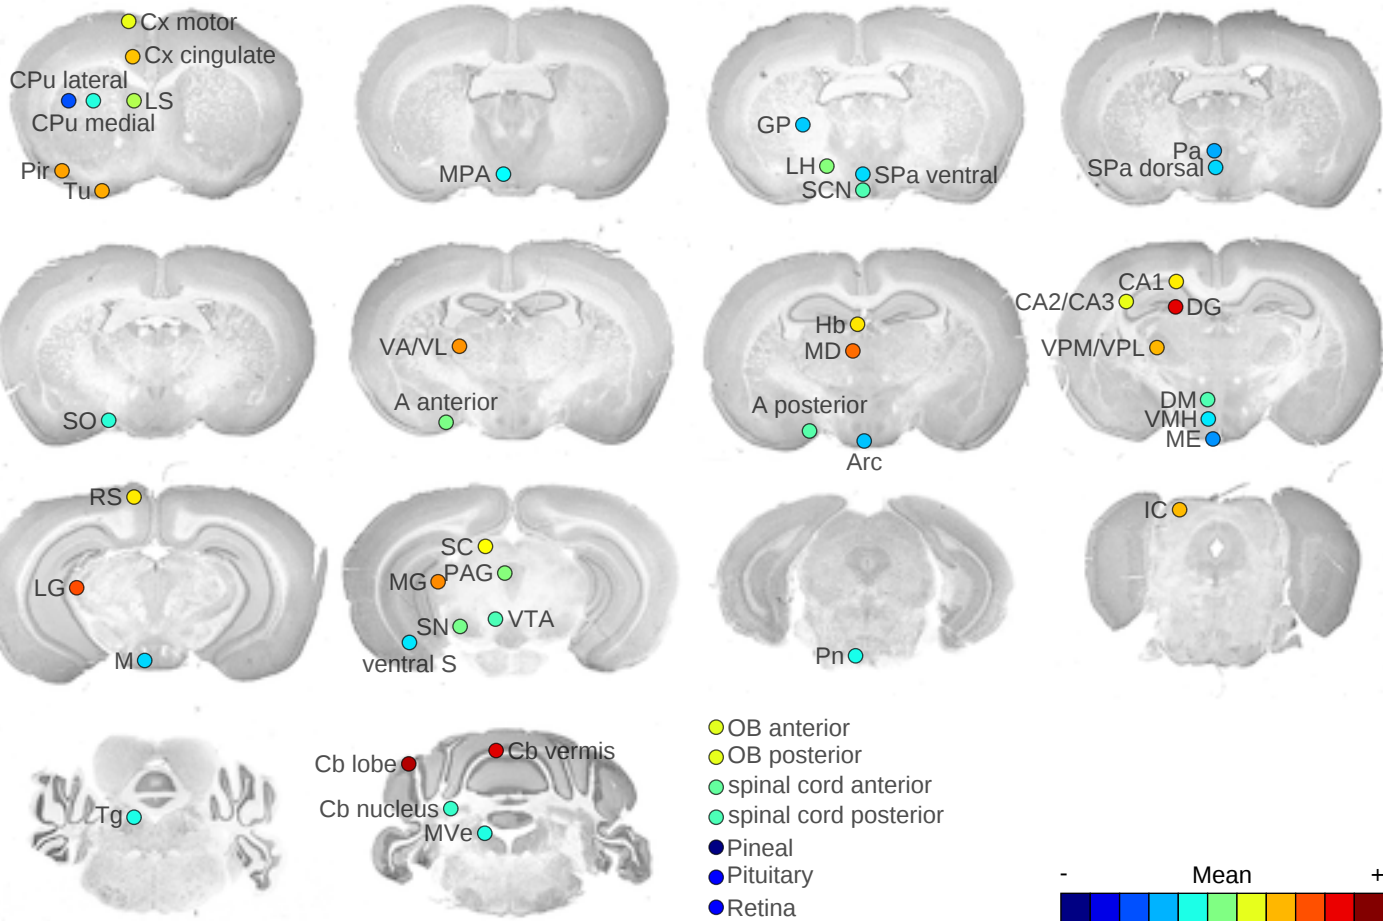 Cx motor
Cx cingulate
CPu lateral
LS
CPu medial
Pir
Tu
MPA
GP
LH
SPa ventral
SCN
Pa
SPa dorsal
SO
VA/VL
A anterior
Hb
MD
A posterior
Arc
CA1
CA2/CA3
DG
VPM/VPL
DM
VMH
ME
RS
LG
M
SC
MG
PAG
SN
VTA
ventral S
Pn
IC
Tg
Cb lobe
Cb vermis
Cb nucleus
MVe
OB anterior
OB posterior
spinal cord anterior
spinal cord posterior
Pineal
Pituitary
Retina
- Mean +